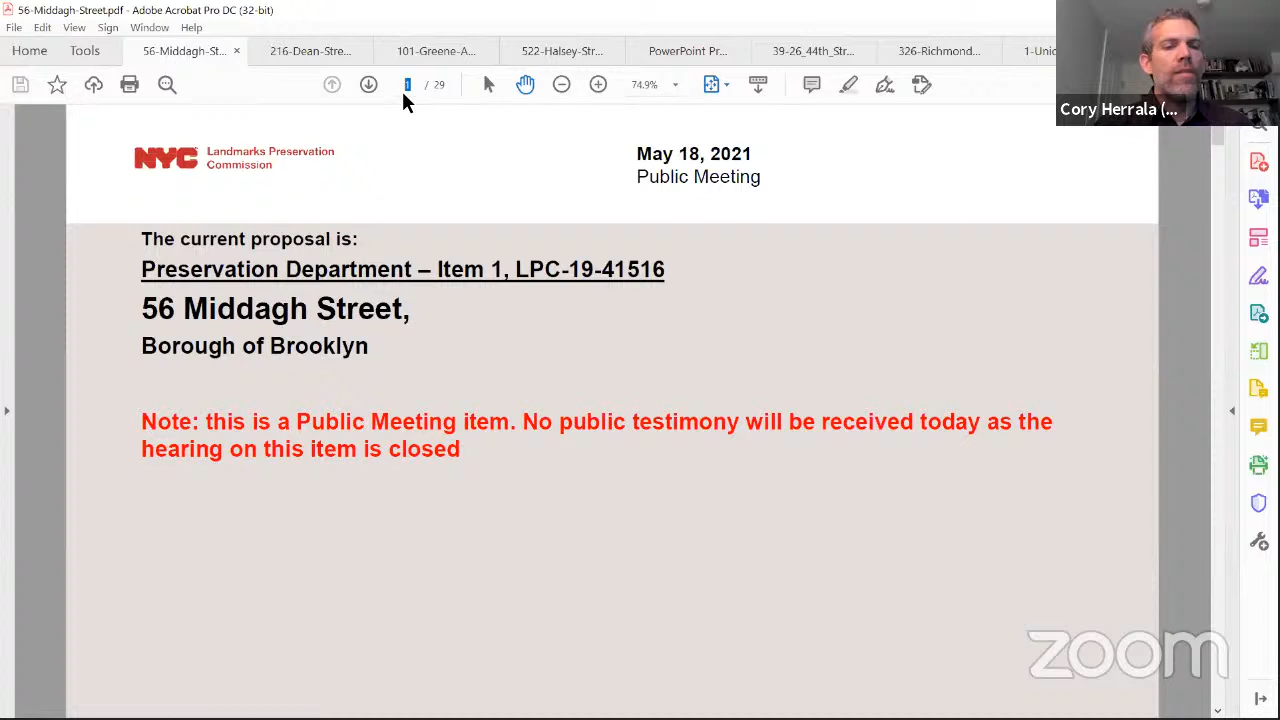 56-Middagh-Street.pdf - Adobe Acrobat Pro DC (32-bit)
File Edit View Sign Window Help
Home Tools 56-Middagh-St... × 216-Dean-Stre... 101-Greene-A... 522-Halsey-Str... PowerPoint Pr... 39-26_44th_Str... 326-Richmond... 1-Unio
1 / 29 74.9%
Cory Herrala (...
NYC Landmarks Preservation
Commission
May 18, 2021
Public Meeting
The current proposal is:
Preservation Department – Item 1, LPC-19-41516
56 Middagh Street,
Borough of Brooklyn
Note: this is a Public Meeting item. No public testimony will be received today as the
hearing on this item is closed
zoom